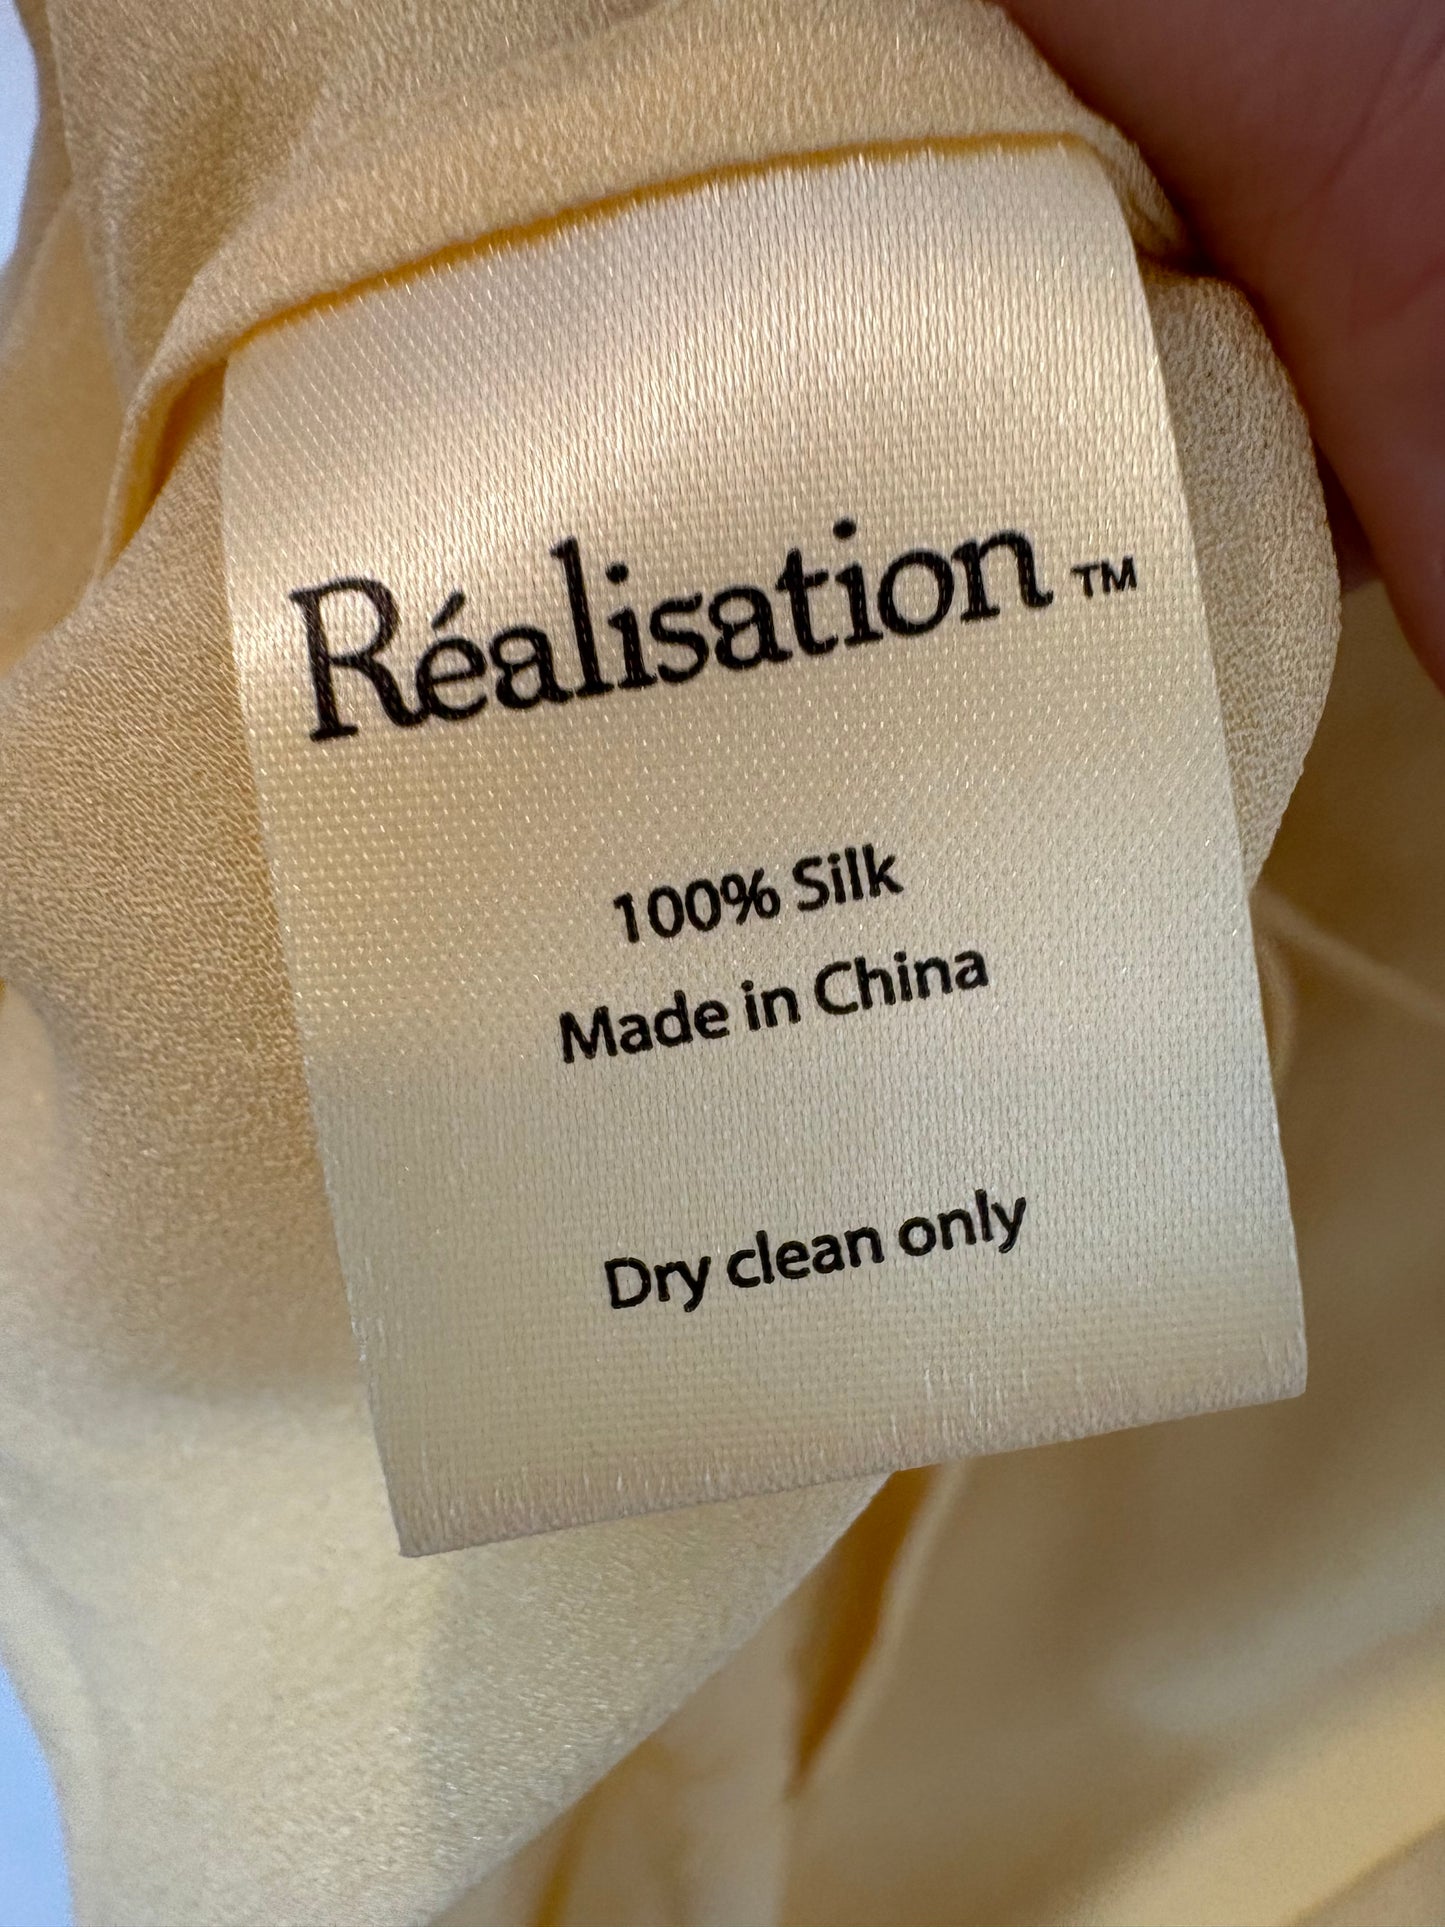 Réalisation™
100% Silk
Made in China
Dry clean only